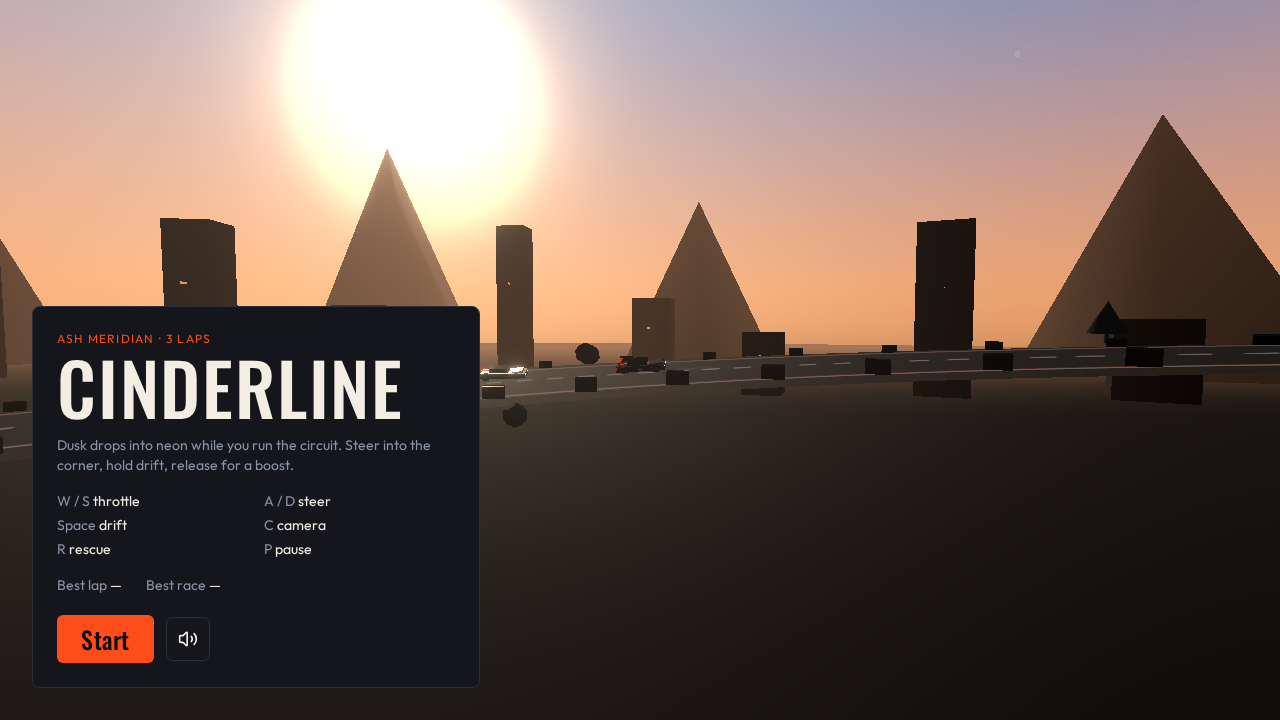 ASH MERIDIAN · 3 LAPS
CINDERLINE
Dusk drops into neon while you run the circuit. Steer into the
corner, hold drift, release for a boost.
W / S throttle
A / D steer
Space drift
C camera
R rescue
P pause
Best lap —
Best race —
Start